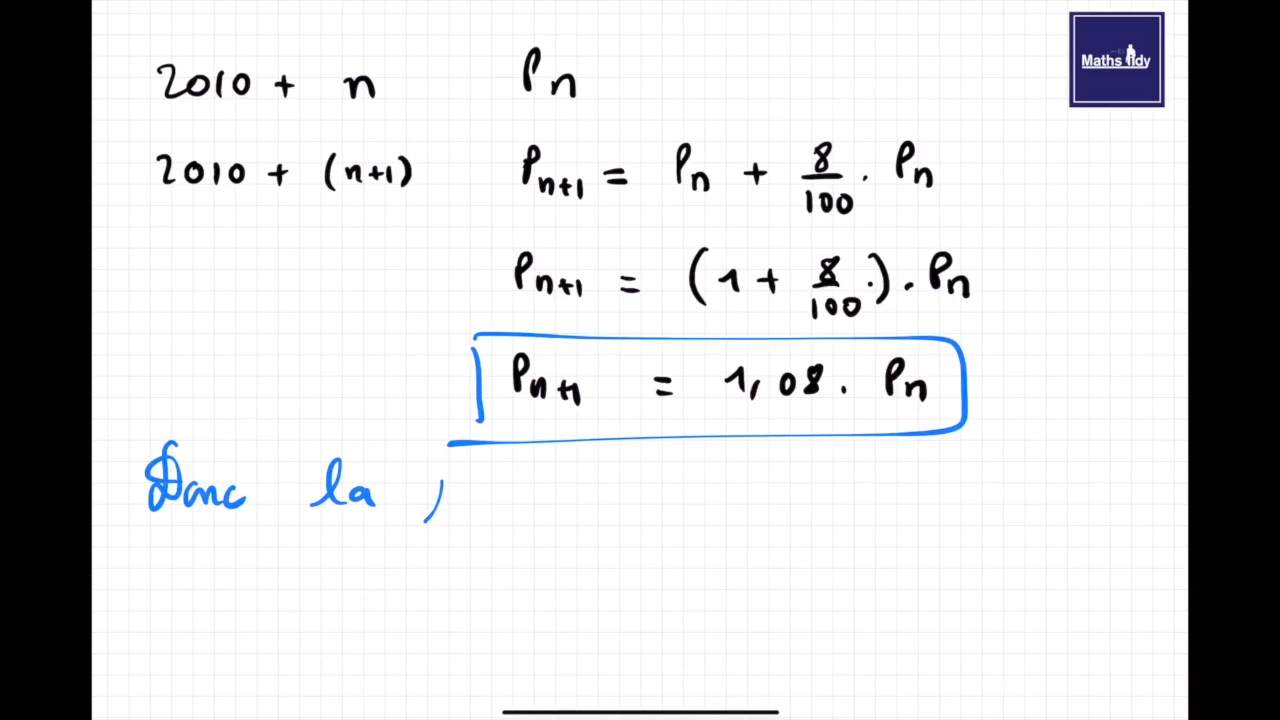 Maths Andy
2010 + n Pn
2010 + (n+1) Pn+1 = Pn + 8/100 . Pn
Pn+1 = (1 + 8/100 .) . Pn
Pn+1 = 1,08 . Pn
Donc la